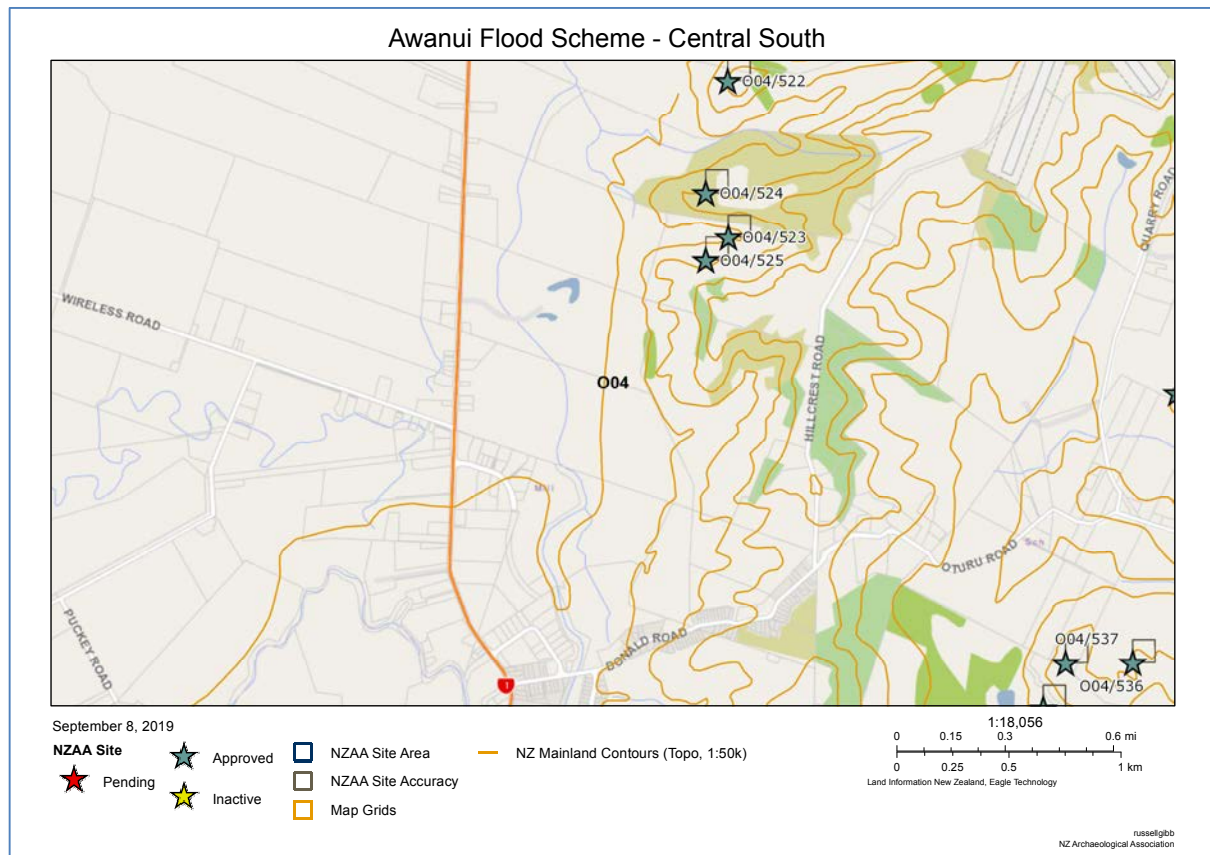 Awanui Flood Scheme - Central South
O04/522
O04/524
O04/523
O04/525
QUARRY ROAD
WIRELESS ROAD
O04
HILLCREST ROAD
Mill
OTURU ROAD
Sch
PUCKEY ROAD
DONALD ROAD
O04/537
O04/536
1
September 8, 2019
1:18,056
NZAA Site
Pending
Approved
Inactive
NZAA Site Area
NZAA Site Accuracy
Map Grids
NZ Mainland Contours (Topo, 1:50k)
0 0.15 0.3 0.6 mi
0 0.25 0.5 1 km
Land Information New Zealand, Eagle Technology
russellgibb
NZ Archaeological Association